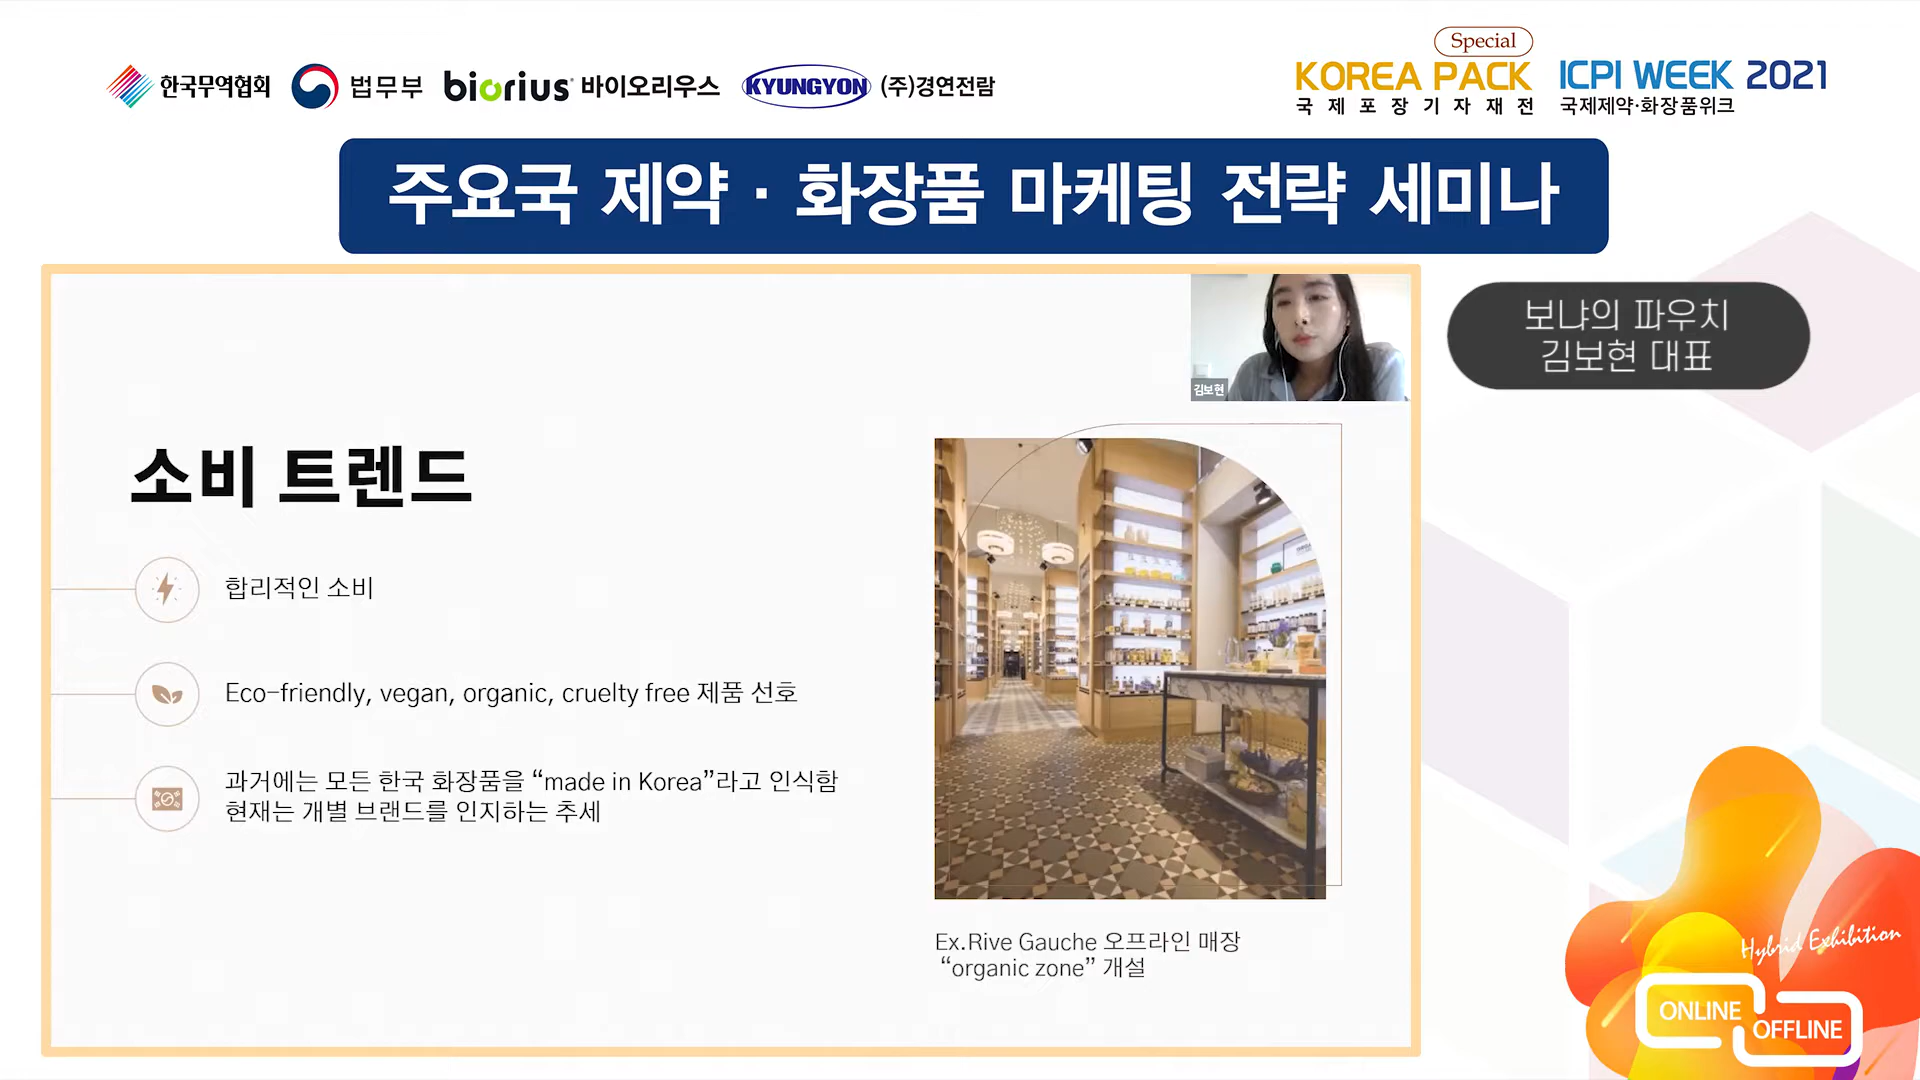 한국무역협회
법무부
biorius 바이오리우스
KYUNGYON (주)경연전람
Special
KOREA PACK
국제포장기자재전
ICPI WEEK 2021
국제제약·화장품위크
주요국 제약 · 화장품 마케팅 전략 세미나
김보현
보냐의 파우치
김보현 대표
소비 트렌드
합리적인 소비
Eco-friendly, vegan, organic, cruelty free 제품 선호
과거에는 모든 한국 화장품을 “made in Korea”라고 인식함
현재는 개별 브랜드를 인지하는 추세
Ex.Rive Gauche 오프라인 매장
“organic zone” 개설
Hybrid Exhibition
ONLINE
OFFLINE